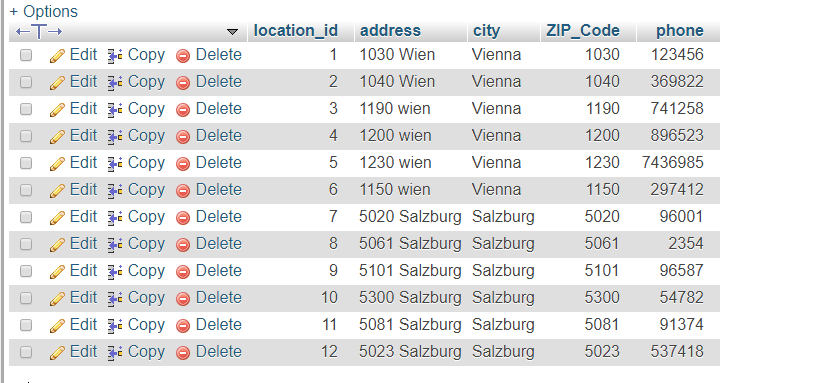 + Options
←T→ location_id address city ZIP_Code phone
Edit Copy Delete 1 1030 Wien Vienna 1030 123456
Edit Copy Delete 2 1040 Wien Vienna 1040 369822
Edit Copy Delete 3 1190 wien Vienna 1190 741258
Edit Copy Delete 4 1200 wien Vienna 1200 896523
Edit Copy Delete 5 1230 wien Vienna 1230 7436985
Edit Copy Delete 6 1150 wien Vienna 1150 297412
Edit Copy Delete 7 5020 Salzburg Salzburg 5020 96001
Edit Copy Delete 8 5061 Salzburg Salzburg 5061 2354
Edit Copy Delete 9 5101 Salzburg Salzburg 5101 96587
Edit Copy Delete 10 5300 Salzburg Salzburg 5300 54782
Edit Copy Delete 11 5081 Salzburg Salzburg 5081 91374
Edit Copy Delete 12 5023 Salzburg Salzburg 5023 537418